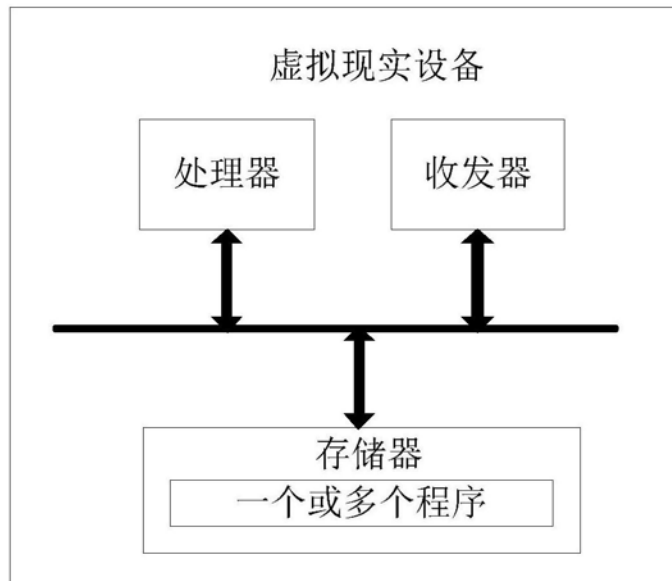 虚拟现实设备
处理器
收发器
存储器
一个或多个程序